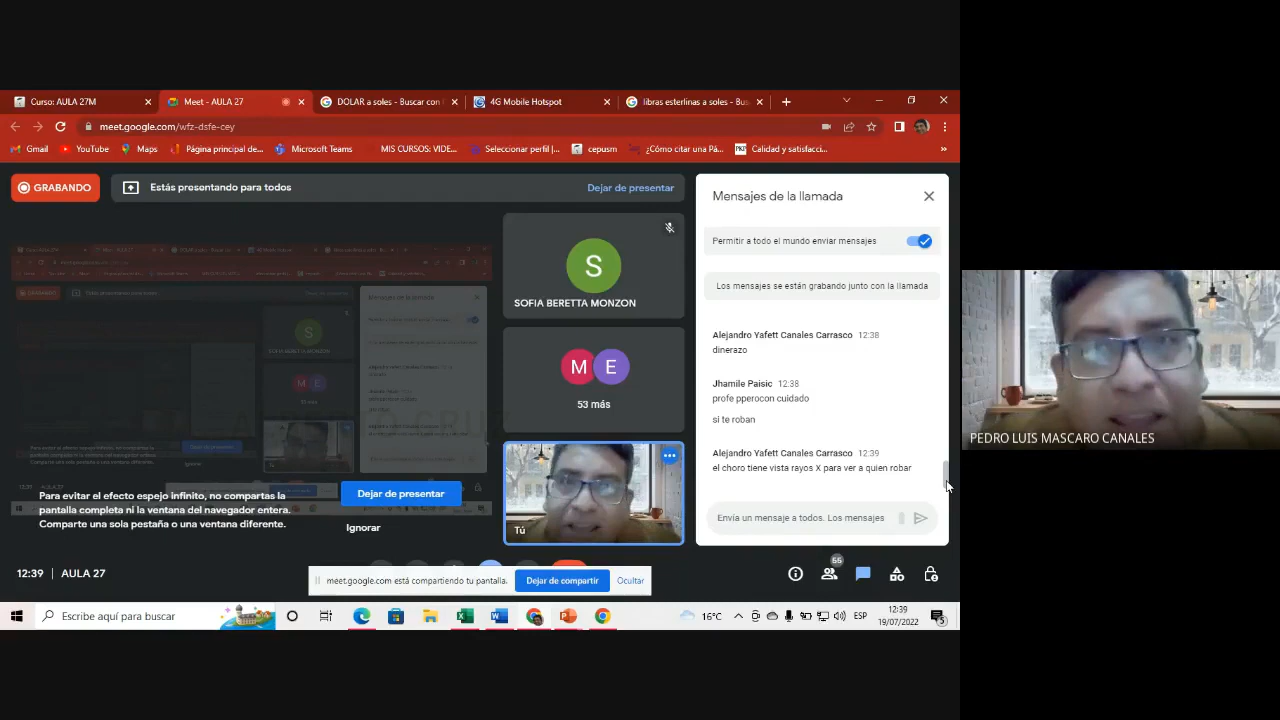 Curso: AULA 27M
Meet - AULA 27
DOLAR a soles - Buscar con
4G Mobile Hotspot
libras esterlinas a soles - Bus
meet.google.com/wfz-dsfe-cey
Gmail
YouTube
Maps
Página principal de...
Microsoft Teams
MIS CURSOS: VIDE...
Seleccionar perfil |...
cepusm
¿Cómo citar una Pá...
Calidad y satisfacci...
GRABANDO
Estás presentando para todos
Dejar de presentar
S
SOFIA BERETTA MONZON
M E
53 más
Tú
Para evitar el efecto espejo infinito, no compartas la
pantalla completa ni la ventana del navegador entera.
Comparte una sola pestaña o una ventana diferente.
Dejar de presentar
Ignorar
Mensajes de la llamada
Permitir a todo el mundo enviar mensajes
Los mensajes se están grabando junto con la llamada
Alejandro Yafett Canales Carrasco 12:38
dinerazo
Jhamile Paisic 12:38
profe pperocon cuidado
si te roban
Alejandro Yafett Canales Carrasco 12:39
el choro tiene vista rayos X para ver a quien robar
Envía un mensaje a todos. Los mensajes
PEDRO LUIS MASCARO CANALES
12:39 | AULA 27
meet.google.com está compartiendo tu pantalla.
Dejar de compartir
Ocultar
Escribe aquí para buscar
16°C
ESP
12:39
19/07/2022
5